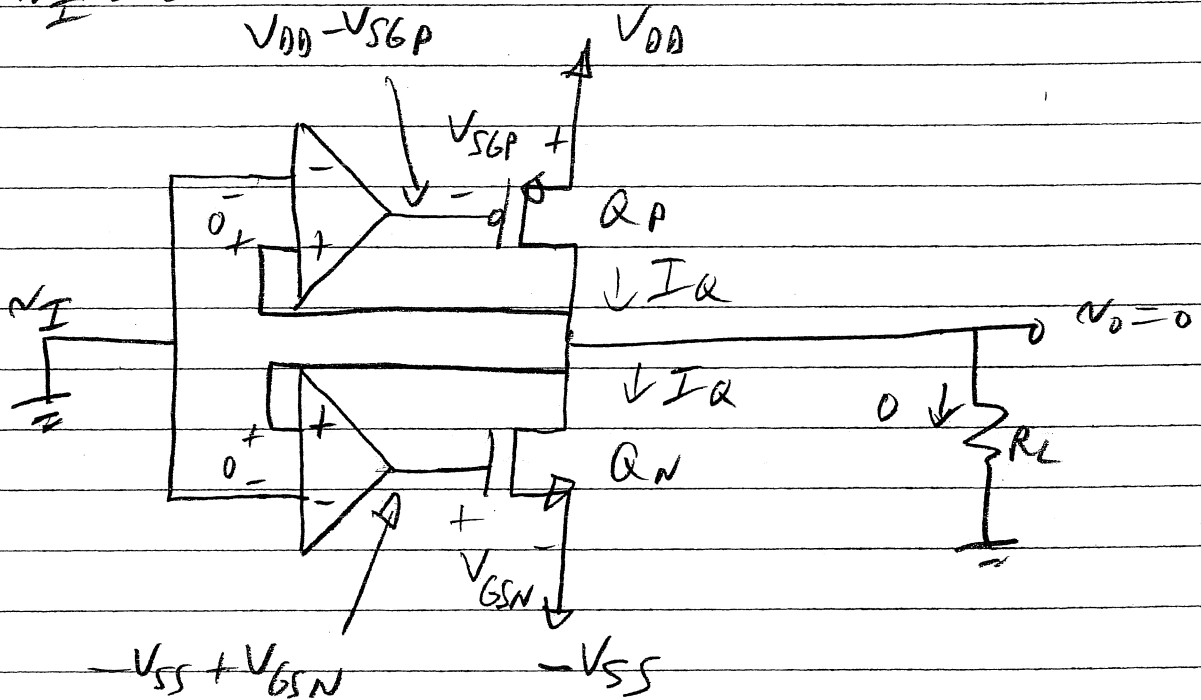 V_DD - V_SGP
V_DD
V_SGP +
-
-
-
0
+
+
Q_P
↓ I_Q
v_I
v_O = 0
↓ I_Q
+
+
0
-
-
0 ↓
R_L
Q_N
+
-
V_GSN
-V_SS + V_GSN
-V_SS